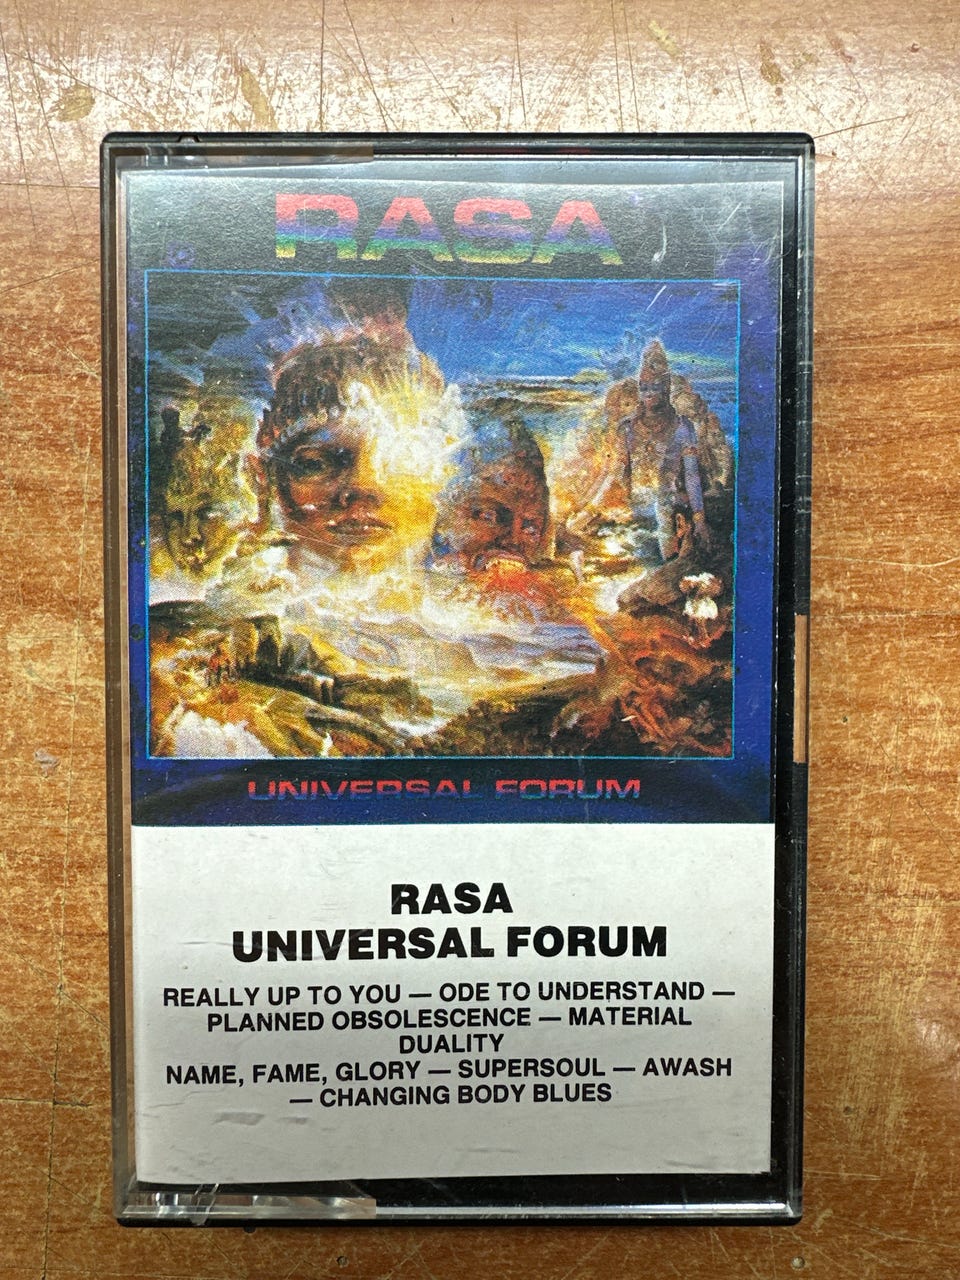 RASA
UNIVERSAL FORUM
RASA
UNIVERSAL FORUM
REALLY UP TO YOU — ODE TO UNDERSTAND —
PLANNED OBSOLESCENCE — MATERIAL
DUALITY
NAME, FAME, GLORY — SUPERSOUL — AWASH
— CHANGING BODY BLUES